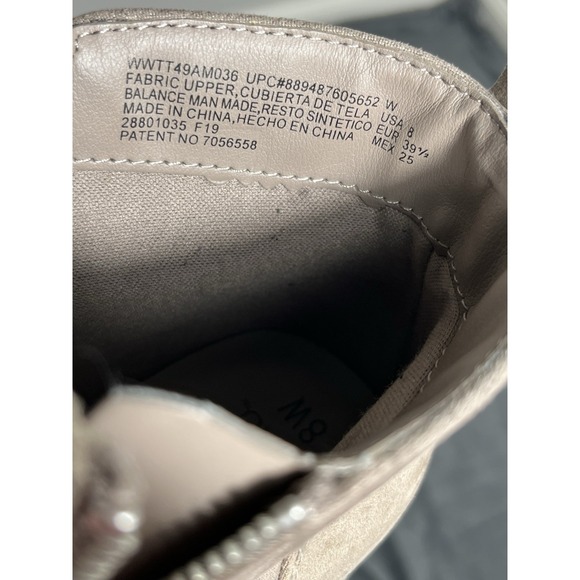 WWTT49AM036 UPC#889487605652 W
FABRIC UPPER,CUBIERTA DE TELA USA 8
BALANCE MAN MADE,RESTO SINTETICO EUR 39½
MADE IN CHINA,HECHO EN CHINA MEX 25
28801035 F19
PATENT NO 7056558
8W